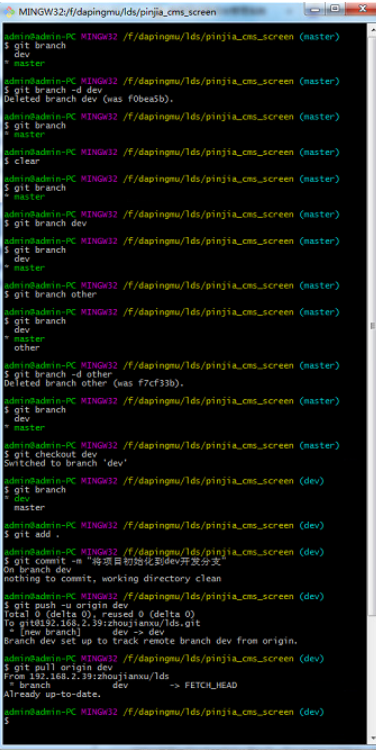 MINGW32:/f/dapingmu/lds/pinjia_cms_screen
admin@admin-PC MINGW32 /f/dapingmu/lds/pinjia_cms_screen (master)
$ git branch
dev
* master
admin@admin-PC MINGW32 /f/dapingmu/lds/pinjia_cms_screen (master)
$ git branch -d dev
Deleted branch dev (was f0bea5b).
admin@admin-PC MINGW32 /f/dapingmu/lds/pinjia_cms_screen (master)
$ git branch
* master
admin@admin-PC MINGW32 /f/dapingmu/lds/pinjia_cms_screen (master)
$ clear
admin@admin-PC MINGW32 /f/dapingmu/lds/pinjia_cms_screen (master)
$ git branch
* master
admin@admin-PC MINGW32 /f/dapingmu/lds/pinjia_cms_screen (master)
$ git branch dev
admin@admin-PC MINGW32 /f/dapingmu/lds/pinjia_cms_screen (master)
$ git branch
dev
* master
admin@admin-PC MINGW32 /f/dapingmu/lds/pinjia_cms_screen (master)
$ git branch other
admin@admin-PC MINGW32 /f/dapingmu/lds/pinjia_cms_screen (master)
$ git branch
dev
* master
other
admin@admin-PC MINGW32 /f/dapingmu/lds/pinjia_cms_screen (master)
$ git branch -d other
Deleted branch other (was f7cf33b).
admin@admin-PC MINGW32 /f/dapingmu/lds/pinjia_cms_screen (master)
$ git branch
dev
* master
admin@admin-PC MINGW32 /f/dapingmu/lds/pinjia_cms_screen (master)
$ git checkout dev
Switched to branch 'dev'
admin@admin-PC MINGW32 /f/dapingmu/lds/pinjia_cms_screen (dev)
$ git branch
* dev
master
admin@admin-PC MINGW32 /f/dapingmu/lds/pinjia_cms_screen (dev)
$ git add .
admin@admin-PC MINGW32 /f/dapingmu/lds/pinjia_cms_screen (dev)
$ git commit -m "将项目初始化到dev开发分支"
On branch dev
nothing to commit, working directory clean
admin@admin-PC MINGW32 /f/dapingmu/lds/pinjia_cms_screen (dev)
$ git push -u origin dev
Total 0 (delta 0), reused 0 (delta 0)
To git@192.168.2.39:zhoujianxu/lds.git
* [new branch] dev -> dev
Branch dev set up to track remote branch dev from origin.
admin@admin-PC MINGW32 /f/dapingmu/lds/pinjia_cms_screen (dev)
$ git pull origin dev
From 192.168.2.39:zhoujianxu/lds
* branch dev -> FETCH_HEAD
Already up-to-date.
admin@admin-PC MINGW32 /f/dapingmu/lds/pinjia_cms_screen (dev)
$